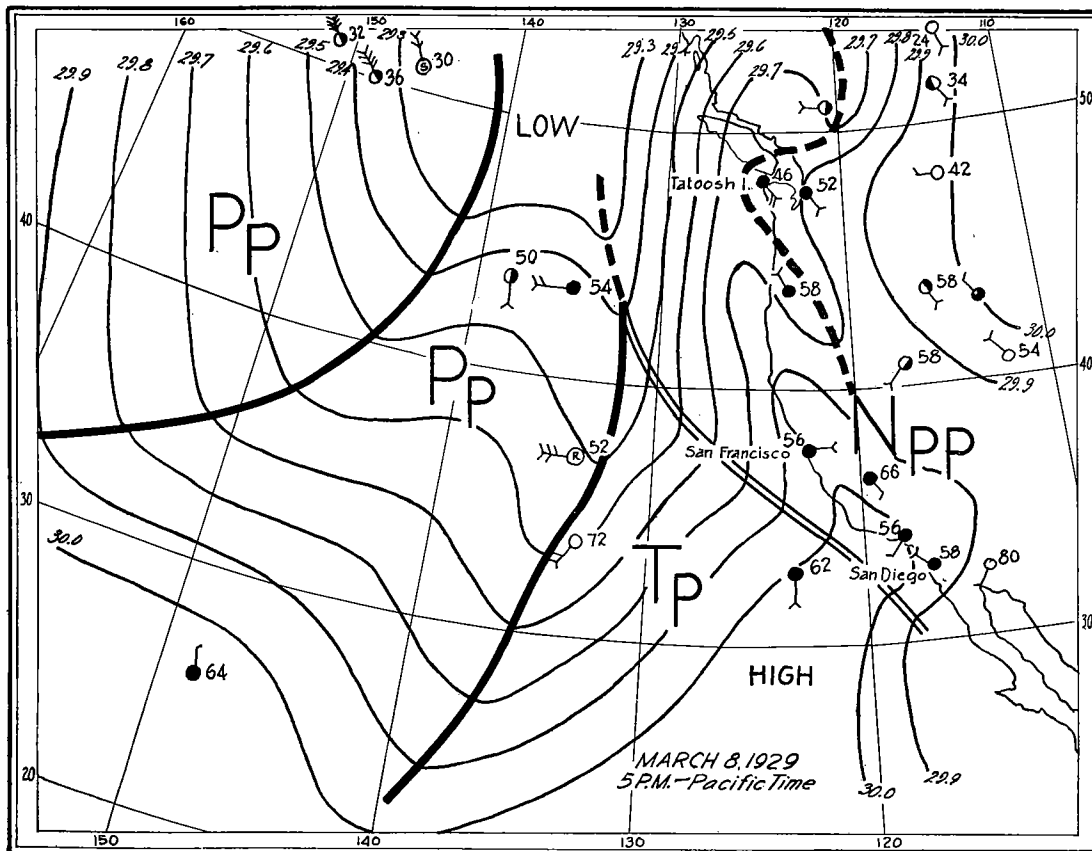 160 150 140 130 120 110
29.9 29.8 29.7 29.6 29.5 29.4 29.3
29.3 29.5 29.6 29.7
29.7 29.8 29.9 30.0
32 36 30
24 34
50
LOW
Tatoosh I.
46 52 42
40
PP
50 54 58 58
30.0
54
58
40
29.9
PP
52
San Francisco
56
NPP
66
30
30.0
72
TP
62
56 58
San Diego
80
30
64
HIGH
20
MARCH 8, 1929
5 P.M.-Pacific Time
30.0 29.9
150 140 130 120
S
R